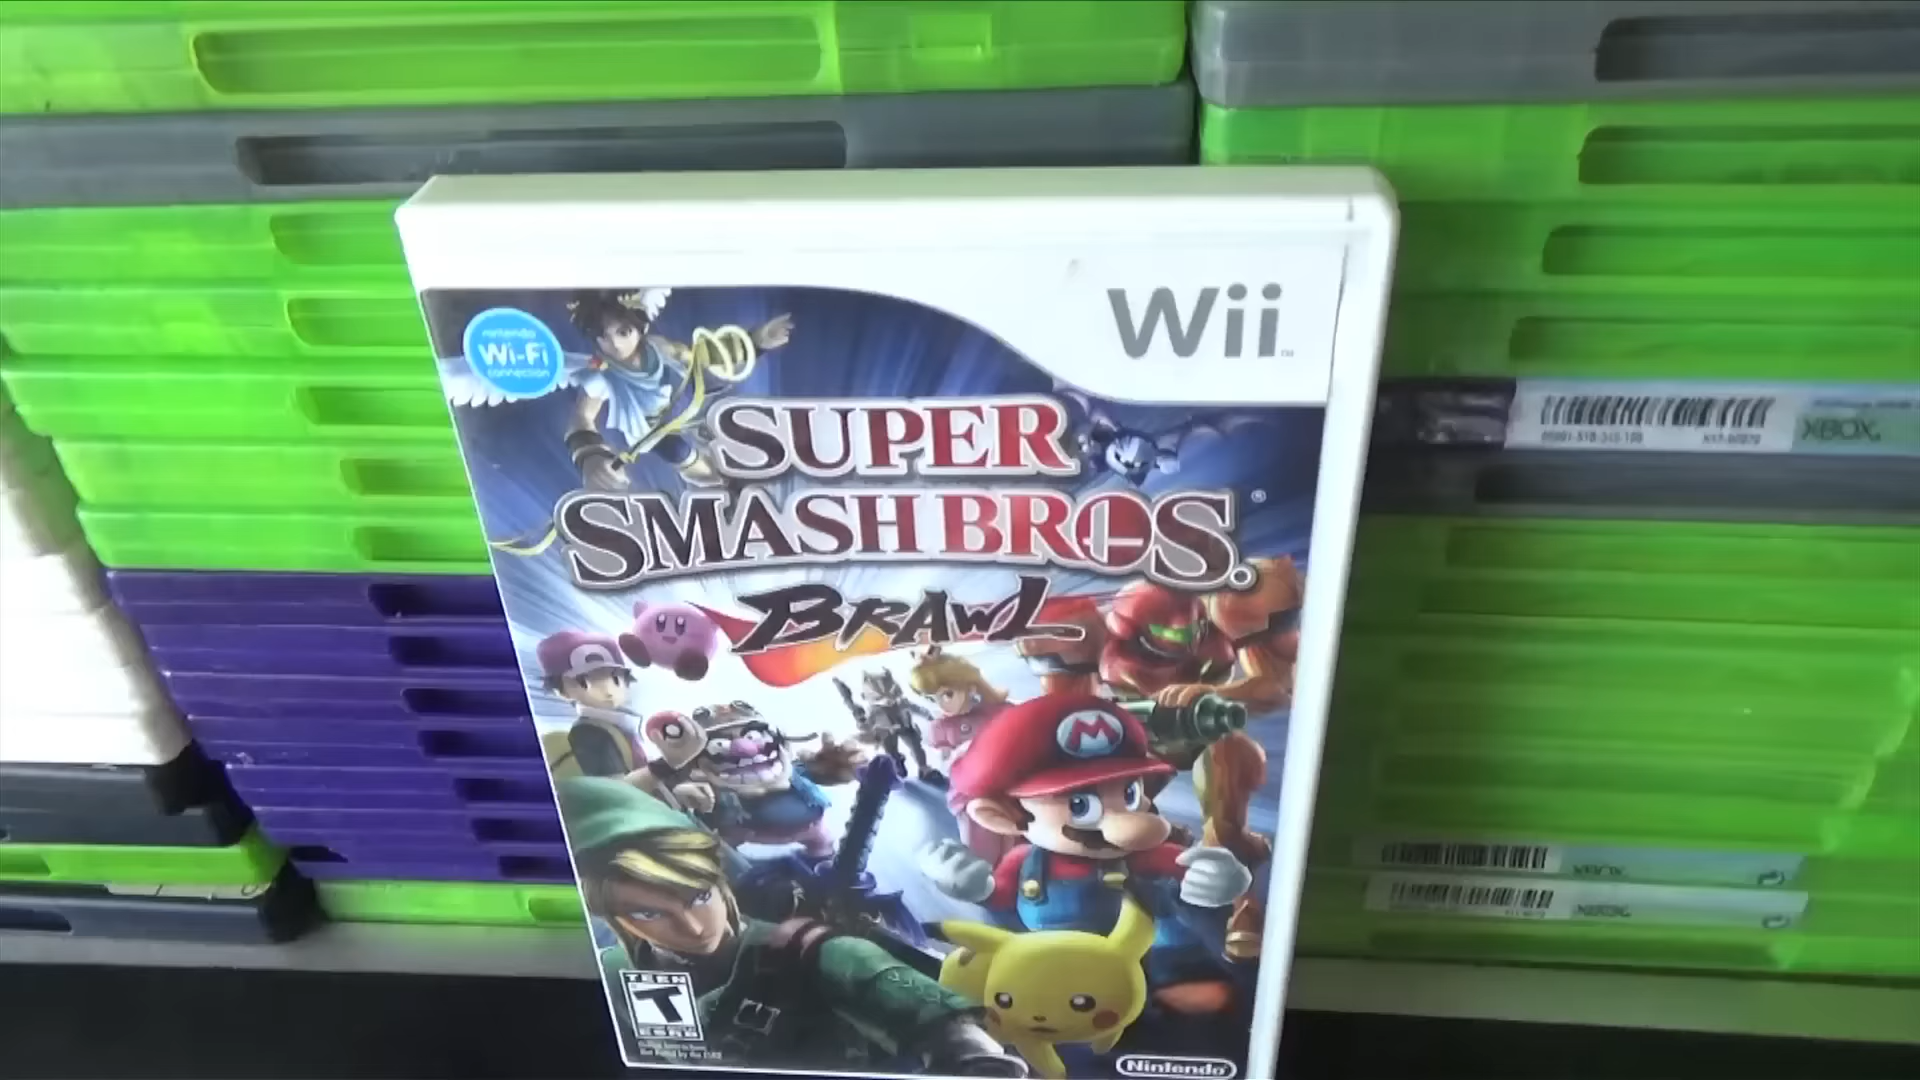 Wii
nintendo
Wi-Fi
connection
SUPER
SMASH BROS.
BRAWL
XBOX
TEEN
T
ESRB
Nintendo